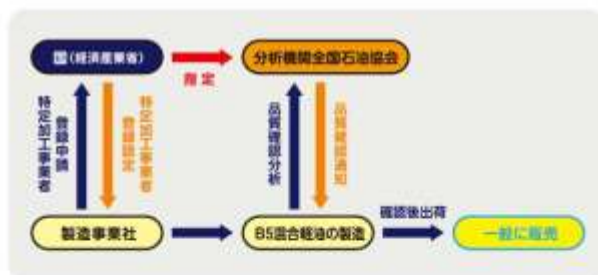 国(経済産業省)
分析機関全国石油協会
指定
特定加工事業者
登録申請
特定加工事業者
登録認定
品質確認分析
品質確認通知
製造事業社
B5混合軽油の製造
確認後出荷
一般に販売